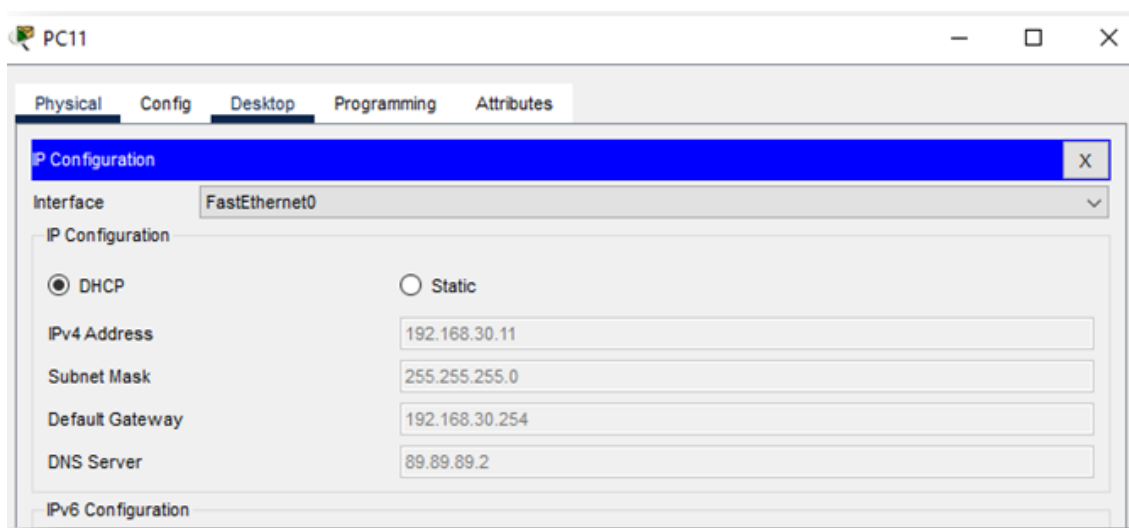 PC11
Physical Config Desktop Programming Attributes
IP Configuration X
Interface FastEthernet0
IP Configuration
DHCP Static
IPv4 Address 192.168.30.11
Subnet Mask 255.255.255.0
Default Gateway 192.168.30.254
DNS Server 89.89.89.2
IPv6 Configuration